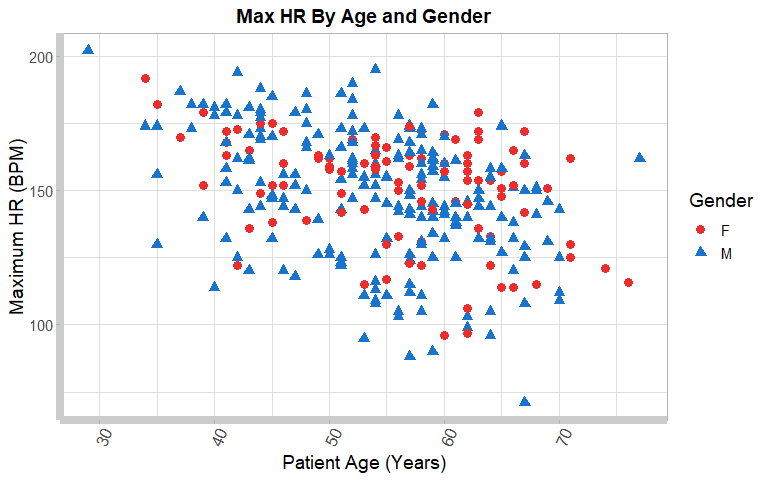 Max HR By Age and Gender
Maximum HR (BPM)
200
150
100
30
40
50
60
70
Patient Age (Years)
Gender
F
M